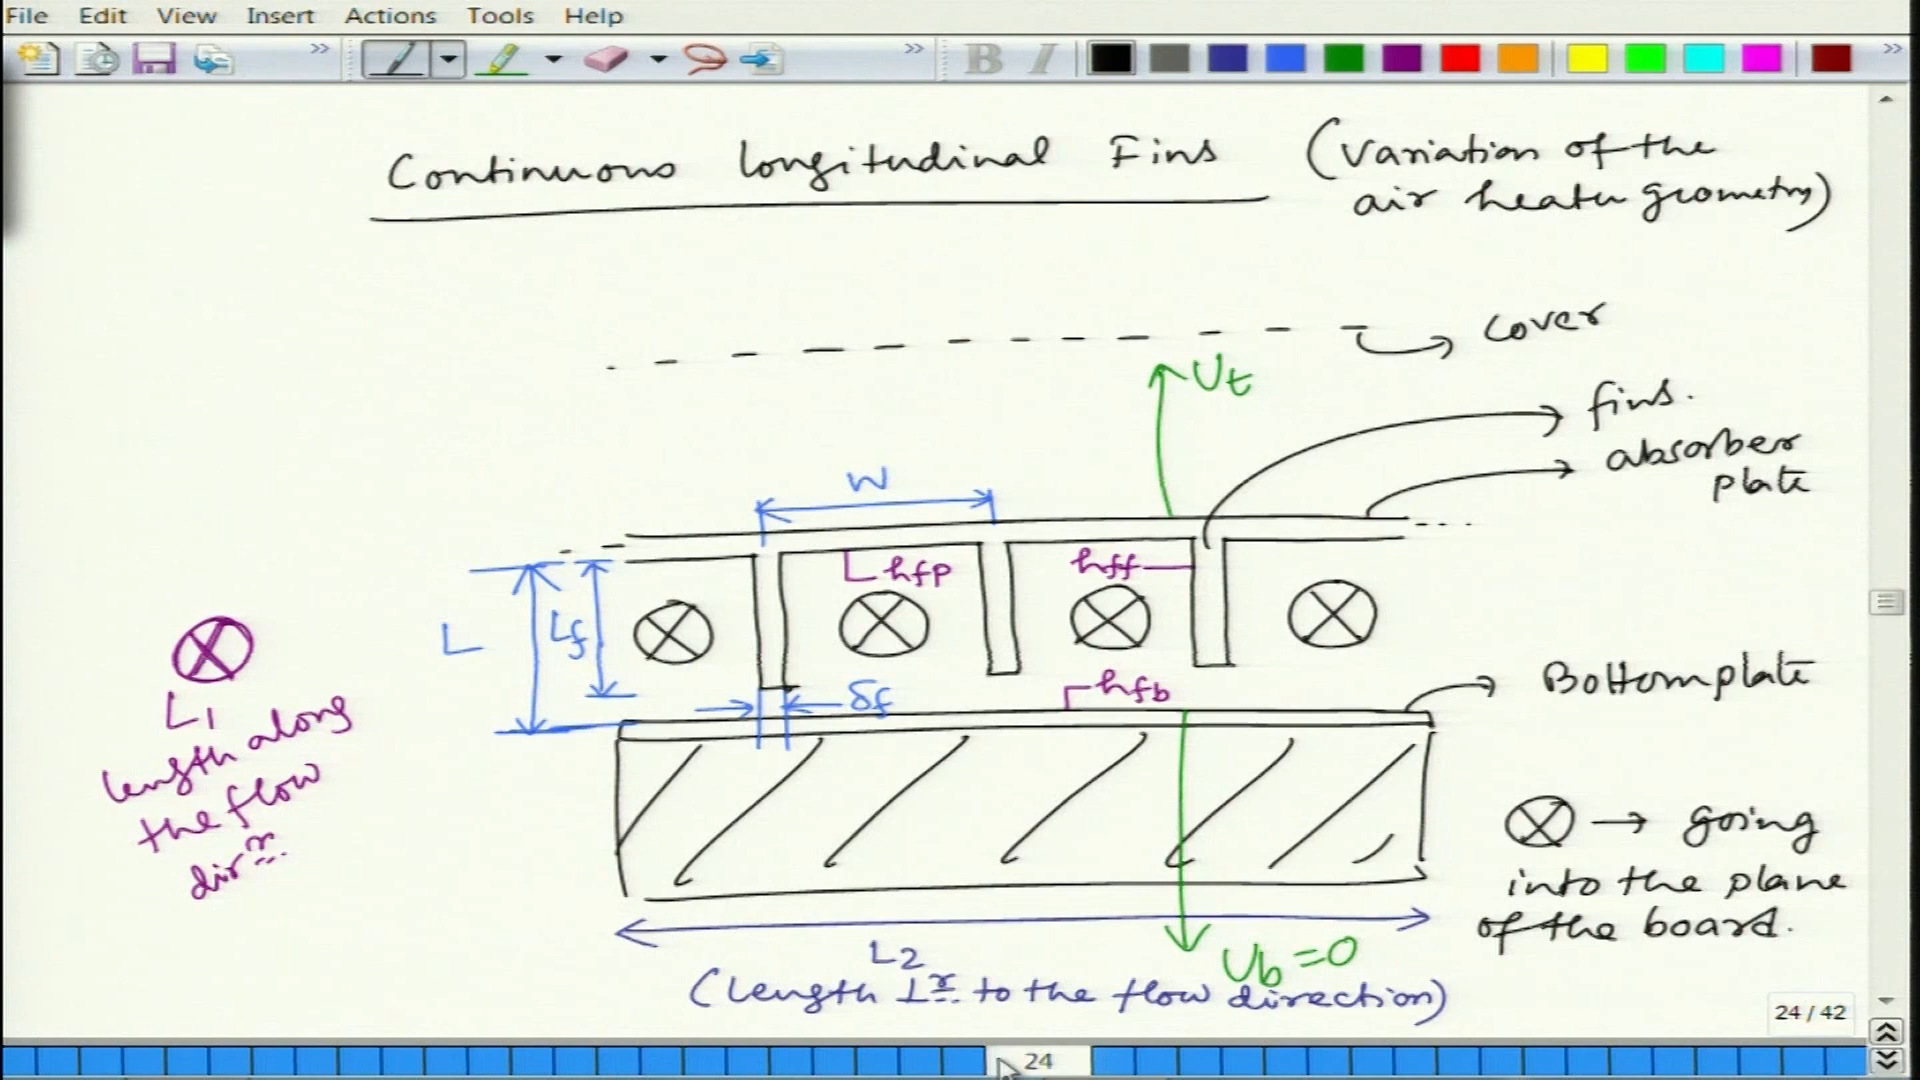 File Edit View Insert Actions Tools Help
B I
Continuous longitudinal Fins (Variation of the
air heater geometry)
cover
Ut
fins.
absorber
plate
W
hfp
hff
L
Lf
L1
length along
the flow
dirn.
δf
hfb
Bottom plate
→ going
into the plane
of the board.
L2
Ub=0
(length ⊥r. to the flow direction)
24 / 42
24